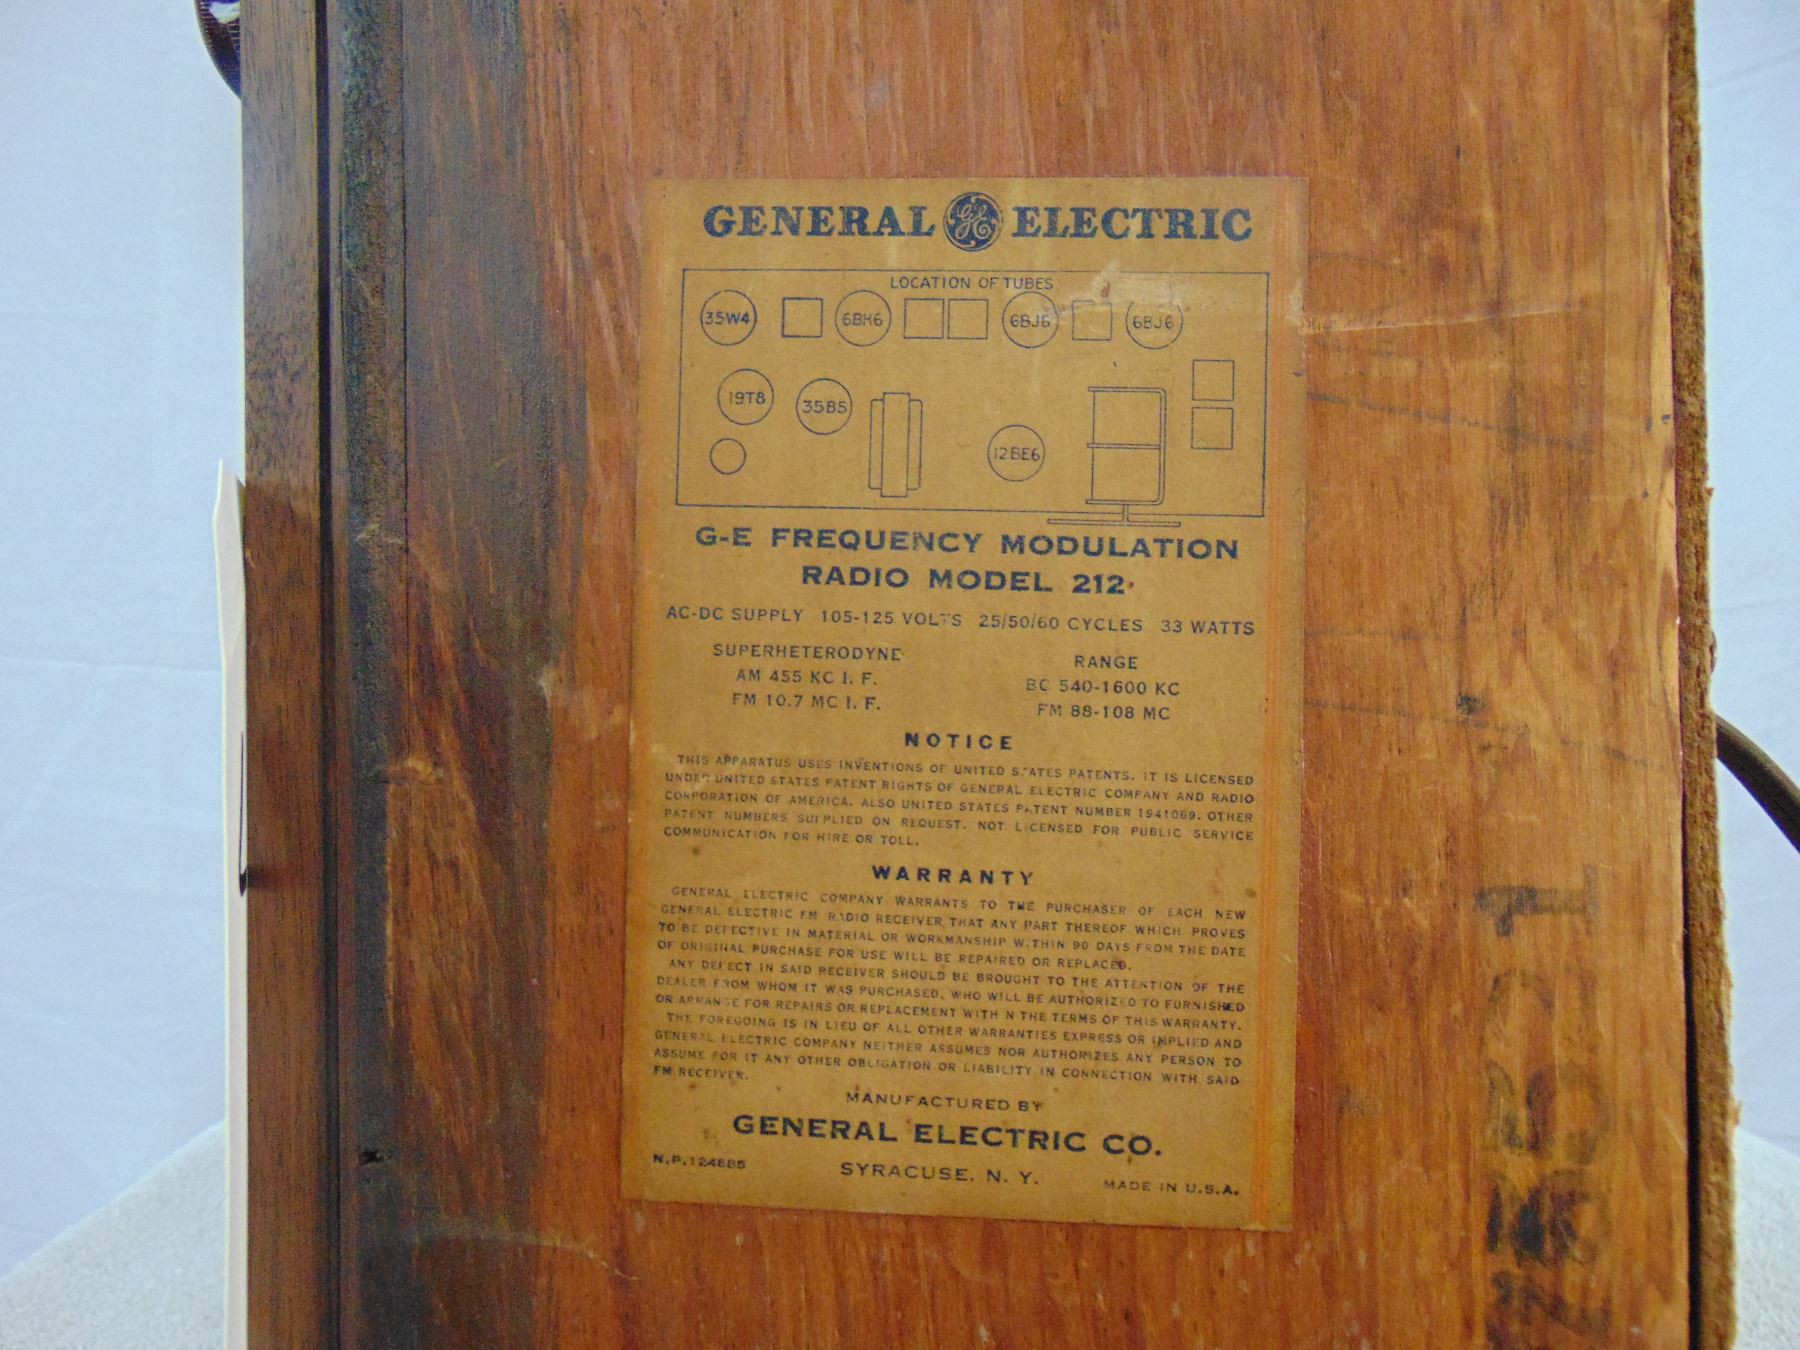 GENERAL GE ELECTRIC
LOCATION OF TUBES
35W4 6BH6 6BJ6 6BJ6
19T8 35B5
12BE6
G-E FREQUENCY MODULATION
RADIO MODEL 212
AC-DC SUPPLY 105-125 VOLTS 25/50/60 CYCLES 33 WATTS
SUPERHETERODYNE
AM 455 KC I. F.
FM 10.7 MC I. F.
RANGE
BC 540-1600 KC
FM 88-108 MC
NOTICE
THIS APPARATUS USES INVENTIONS OF UNITED STATES PATENTS. IT IS LICENSED
UNDER UNITED STATES PATENT RIGHTS OF GENERAL ELECTRIC COMPANY AND RADIO
CORPORATION OF AMERICA. ALSO UNITED STATES PATENT NUMBER 1941069. OTHER
PATENT NUMBERS SUPPLIED ON REQUEST. NOT LICENSED FOR PUBLIC SERVICE
COMMUNICATION FOR HIRE OR TOLL.
WARRANTY
GENERAL ELECTRIC COMPANY WARRANTS TO THE PURCHASER OF EACH NEW
GENERAL ELECTRIC FM RADIO RECEIVER THAT ANY PART THEREOF WHICH PROVES
TO BE DEFECTIVE IN MATERIAL OR WORKMANSHIP WITHIN 90 DAYS FROM THE DATE
OF ORIGINAL PURCHASE FOR USE WILL BE REPAIRED OR REPLACED.
ANY DEFECT IN SAID RECEIVER SHOULD BE BROUGHT TO THE ATTENTION OF THE
DEALER FROM WHOM IT WAS PURCHASED, WHO WILL BE AUTHORIZED TO FURNISHED
OR ARRANGE FOR REPAIRS OR REPLACEMENT WITHIN THE TERMS OF THIS WARRANTY.
THE FOREGOING IS IN LIEU OF ALL OTHER WARRANTIES EXPRESS OR IMPLIED AND
GENERAL ELECTRIC COMPANY NEITHER ASSUMES NOR AUTHORIZES ANY PERSON TO
ASSUME FOR IT ANY OTHER OBLIGATION OR LIABILITY IN CONNECTION WITH SAID
FM RECEIVER.
MANUFACTURED BY
GENERAL ELECTRIC CO.
N.P.124885 SYRACUSE, N. Y. MADE IN U.S.A.